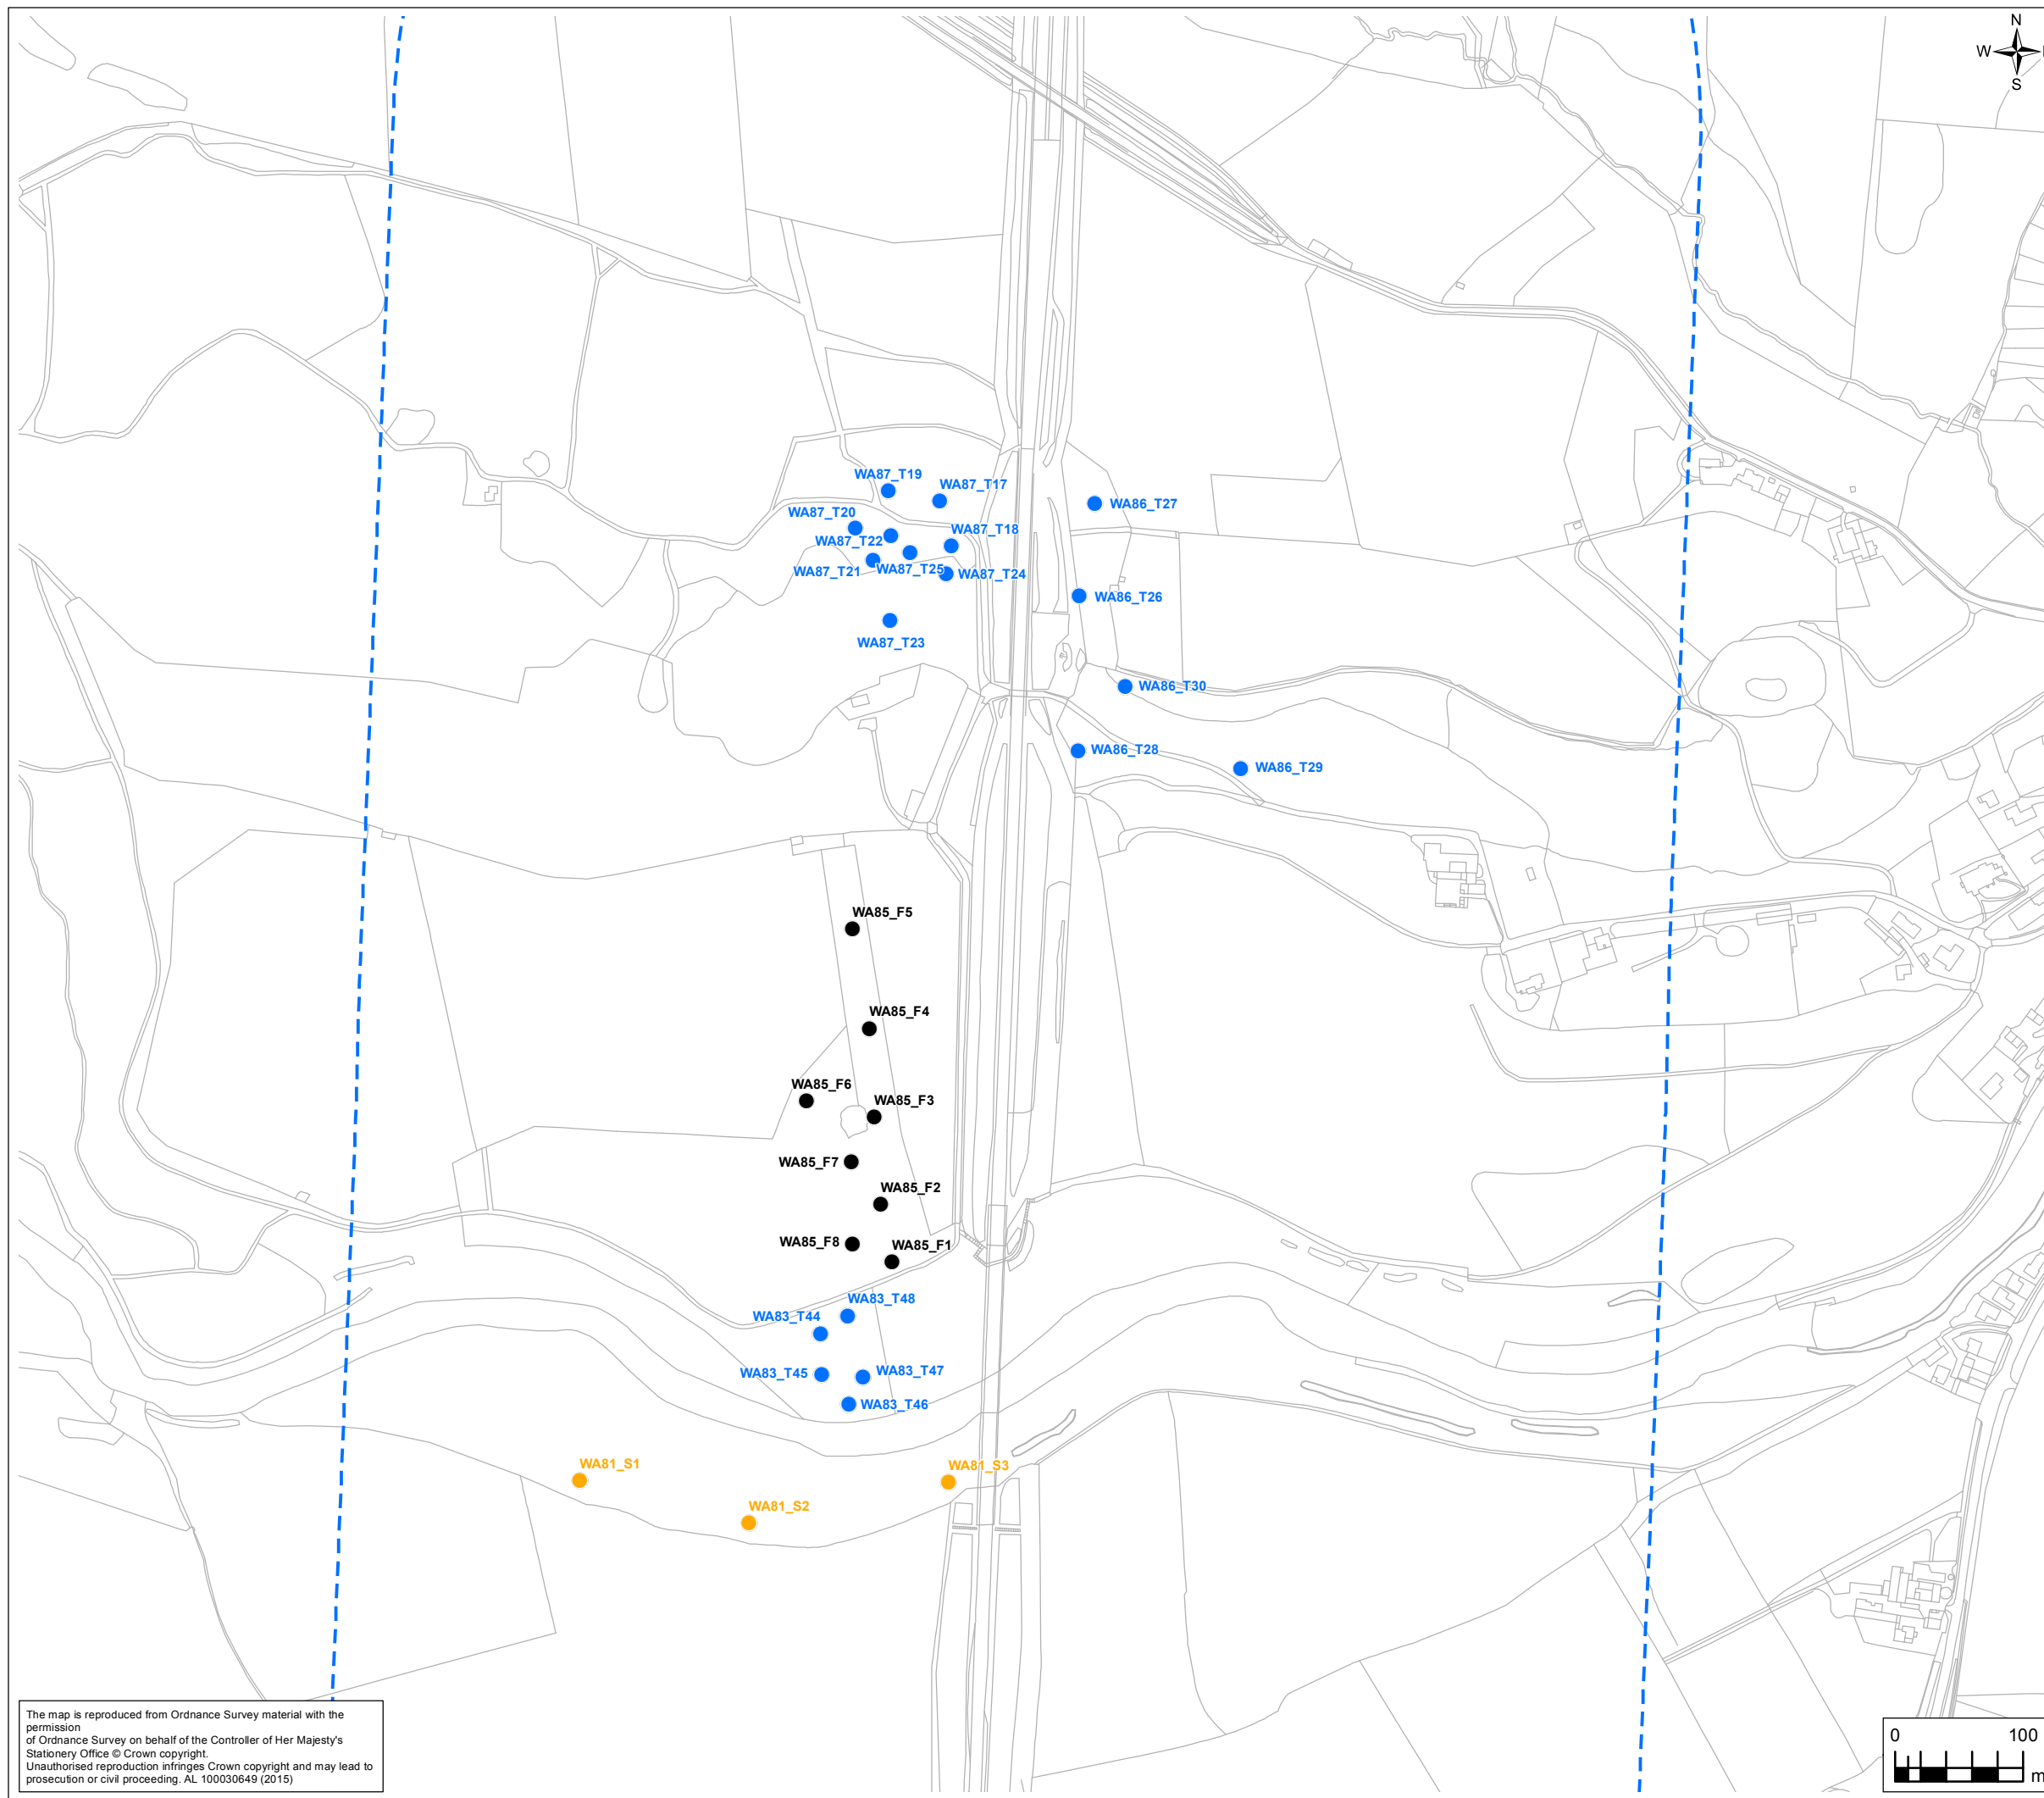 N
W
S
WA87_T19
WA87_T17
WA86_T27
WA87_T20
WA87_T18
WA87_T22
WA87_T21
WA87_T25
WA87_T24
WA86_T26
WA87_T23
WA86_T30
WA86_T28
WA86_T29
WA85_F5
WA85_F4
WA85_F6
WA85_F3
WA85_F7
WA85_F2
WA85_F8
WA85_F1
WA83_T48
WA83_T44
WA83_T45
WA83_T47
WA83_T46
WA81_S1
WA81_S3
WA81_S2
The map is reproduced from Ordnance Survey material with the
permission
of Ordnance Survey on behalf of the Controller of Her Majesty's
Stationery Office © Crown copyright.
Unauthorised reproduction infringes Crown copyright and may lead to
prosecution or civil proceeding. AL 100030649 (2015)
0 100
m